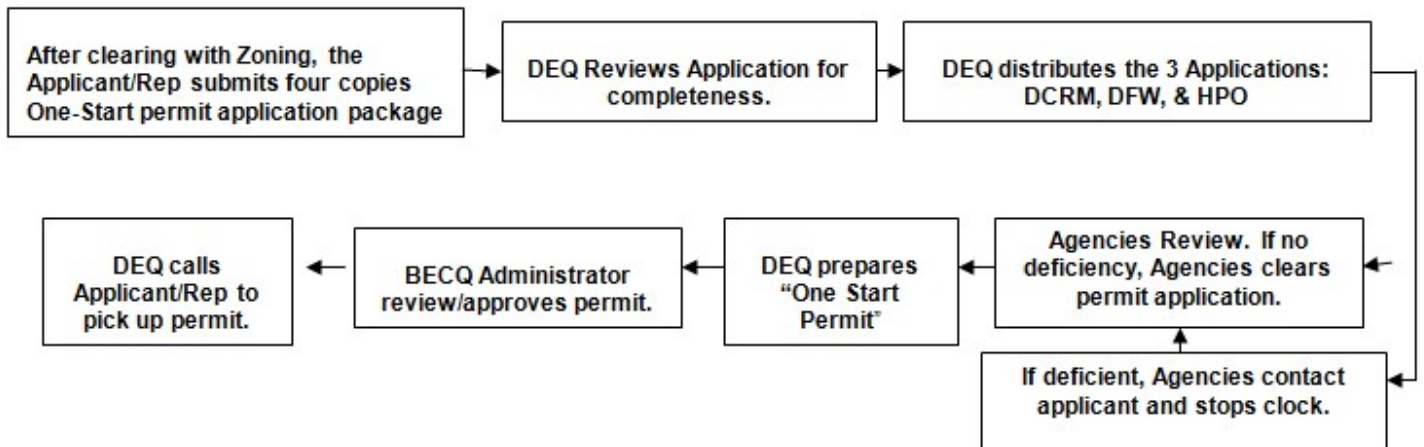 After clearing with Zoning, the
Applicant/Rep submits four copies
One-Start permit application package
DEQ Reviews Application for
completeness.
DEQ distributes the 3 Applications:
DCRM, DFW, & HPO
Agencies Review. If no
deficiency, Agencies clears
permit application.
If deficient, Agencies contact
applicant and stops clock.
DEQ prepares
“One Start
Permit”
BECQ Administrator
review/approves permit.
DEQ calls
Applicant/Rep to
pick up permit.